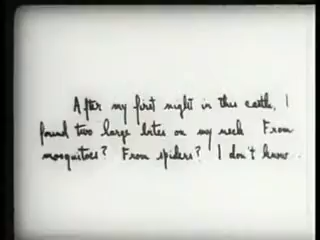 After my first night in this castle, I
found two large bites on my neck From
mosquitoes? From spiders? I don't know.